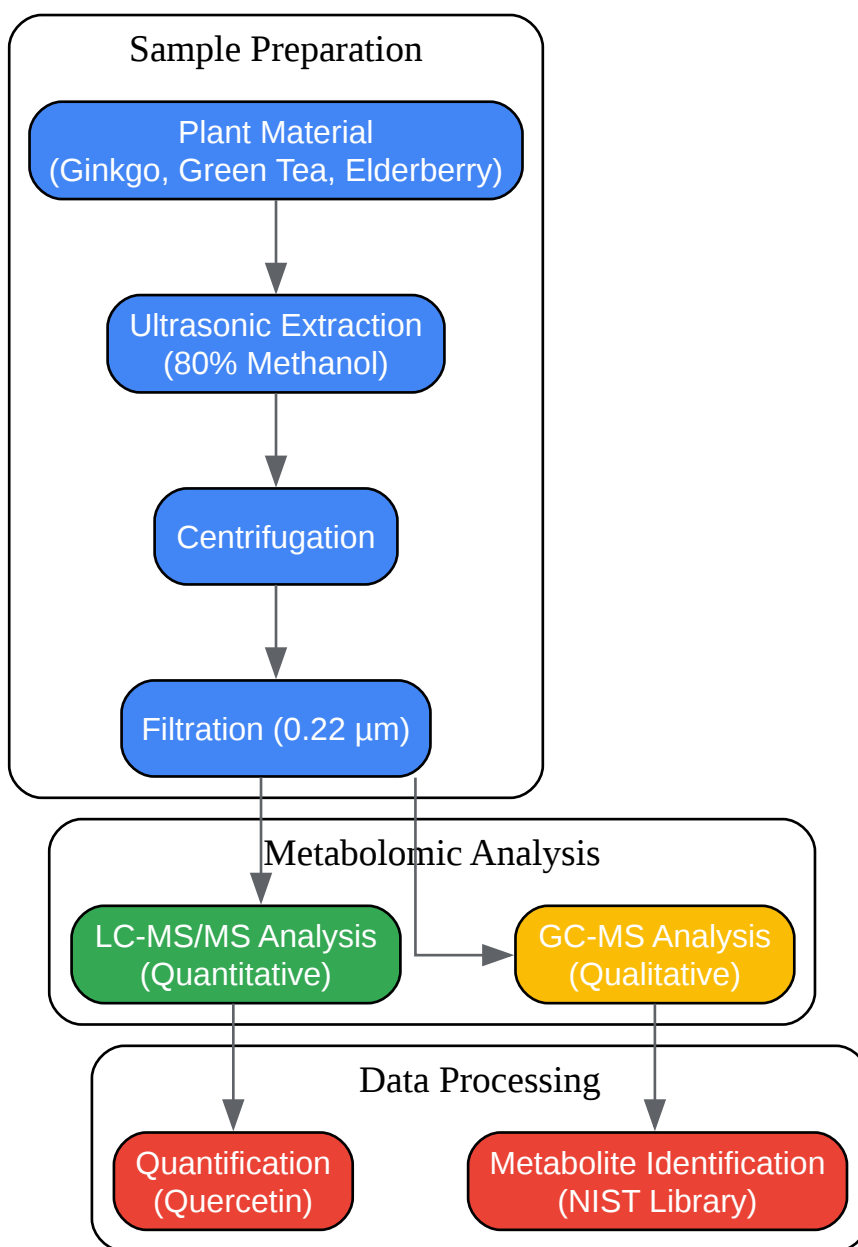 Sample Preparation
Plant Material
(Ginkgo, Green Tea, Elderberry)
Ultrasonic Extraction
(80% Methanol)
Centrifugation
Filtration (0.22 µm)
Metabolomic Analysis
LC-MS/MS Analysis
(Quantitative)
GC-MS Analysis
(Qualitative)
Data Processing
Quantification
(Quercetin)
Metabolite Identification
(NIST Library)